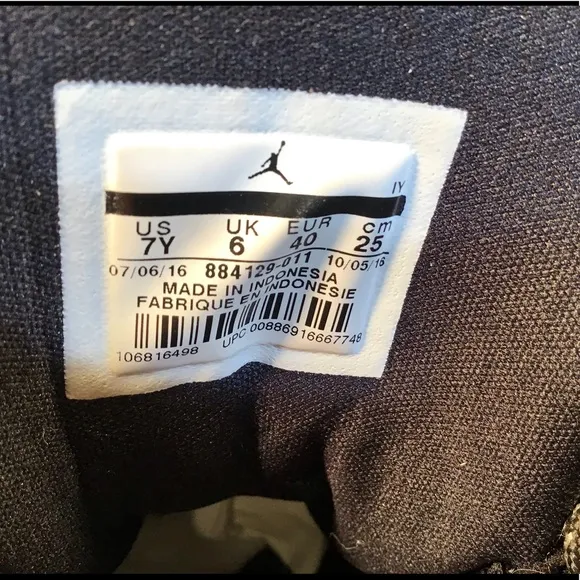 IY
US UK EUR cm
7Y 6 40 25
07/06/16 884129-011 10/05/16
MADE IN INDONESIA
FABRIQUE EN INDONESIE
106816498 UPC 00886916667748